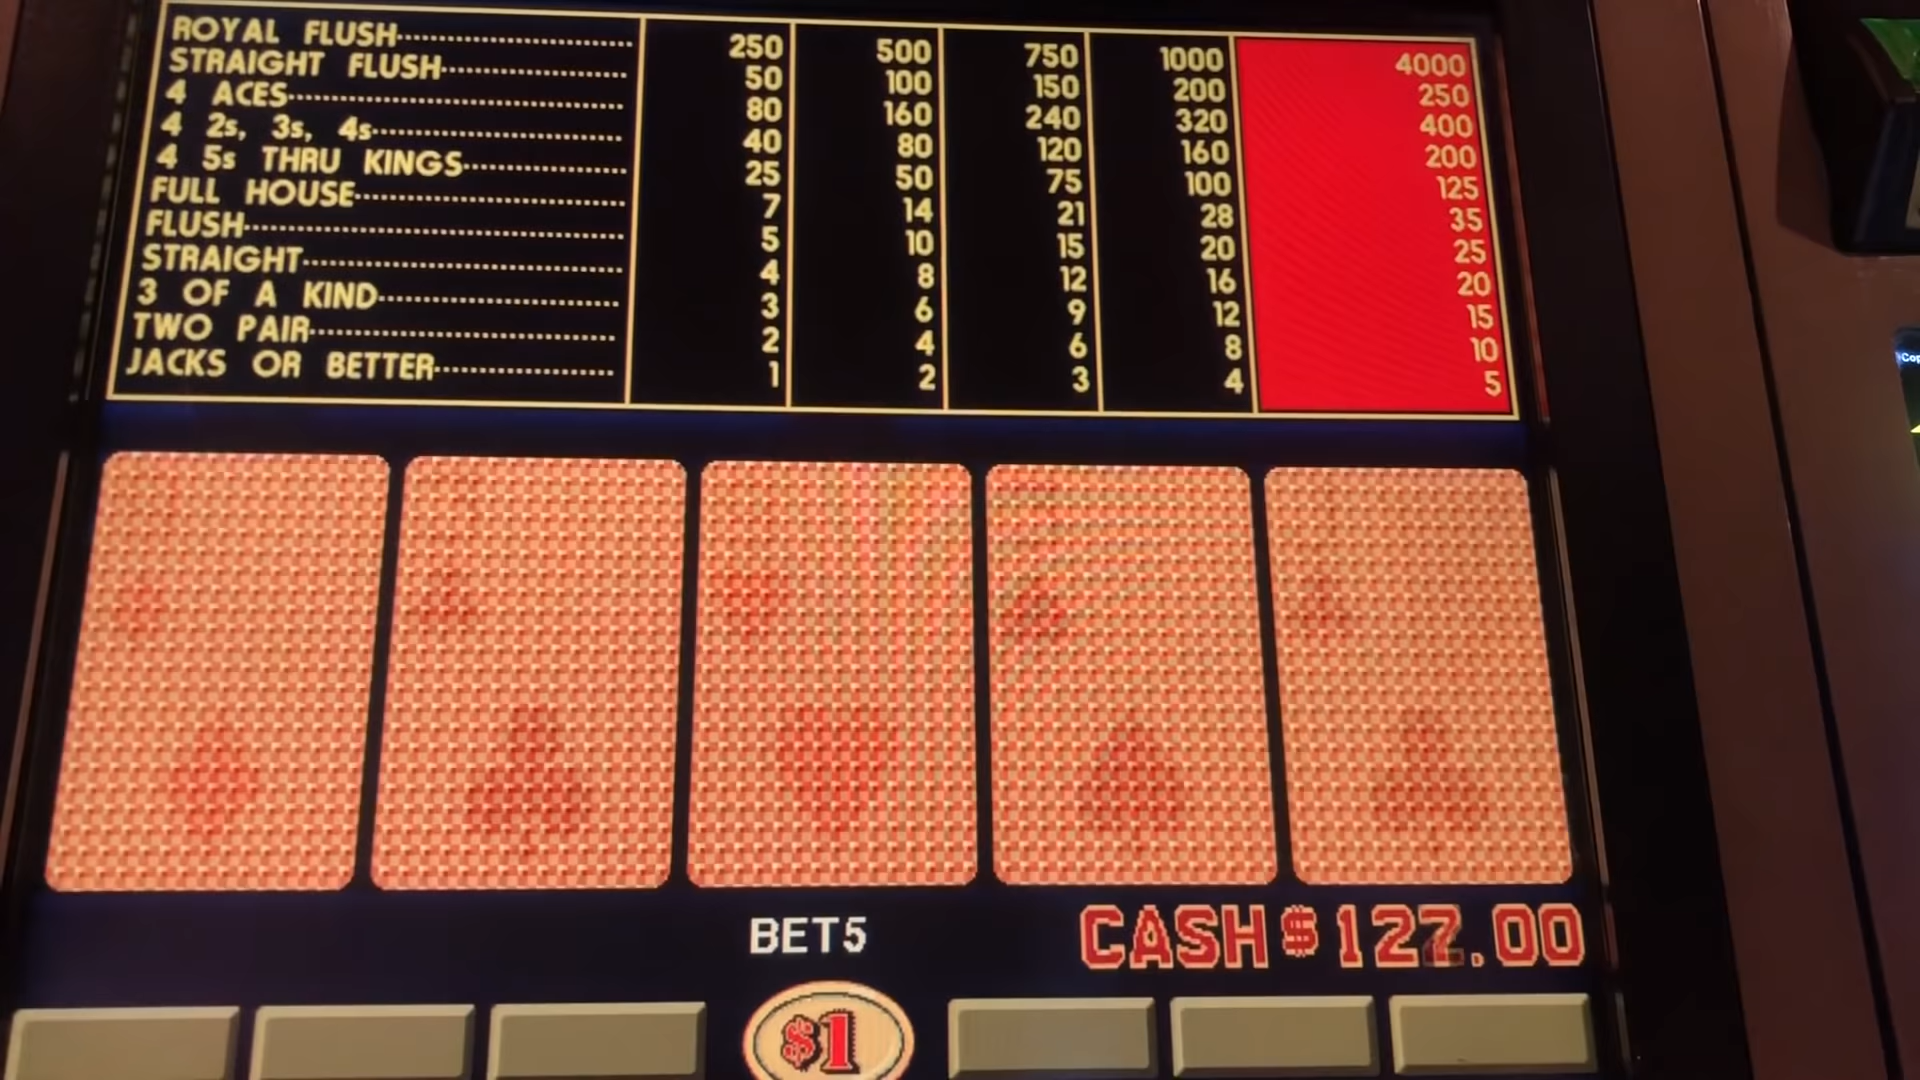 ROYAL FLUSH 250 500 750 1000 4000
STRAIGHT FLUSH 50 100 150 200 250
4 ACES 80 160 240 320 400
4 2s, 3s, 4s 40 80 120 160 200
4 5s THRU KINGS 25 50 75 100 125
FULL HOUSE 7 14 21 28 35
FLUSH 5 10 15 20 25
STRAIGHT 4 8 12 16 20
3 OF A KIND 3 6 9 12 15
TWO PAIR 2 4 6 8 10
JACKS OR BETTER 1 2 3 4 5
BET5
CASH $127.00
$1